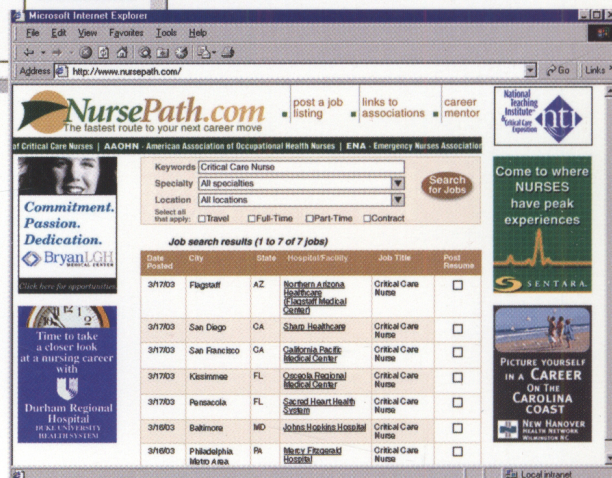 Microsoft Internet Explorer
File Edit View Favorites Tools Help
Address http://www.nursepath.com/ Go Links
NursePath.com
The fastest route to your next career move
post a job listing
links to associations
career mentor
National
Teaching
Institute
& Critical Care
Exposition
nti
of Critical Care Nurses | AAOHN - American Association of Occupational Health Nurses | ENA - Emergency Nurses Association
Commitment.
Passion.
Dedication.
BryanLGH
MEDICAL CENTER
Click here for opportunities
Time to take
a closer look
at a nursing career
with
Durham Regional
Hospital
DUKE UNIVERSITY
HEALTH SYSTEM
Keywords Critical Care Nurse
Specialty All specialties
Location All locations
Search
for Jobs
Select all
that apply: Travel Full-Time Part-Time Contract
Job search results (1 to 7 of 7 jobs)
Date Posted City State Hospital/Facility Job Title Post Resume
3/17/03 Flagstaff AZ Northern Arizona Healthcare (Flagstaff Medical Center) Critical Care Nurse
3/17/03 San Diego CA Sharp Healthcare Critical Care Nurse
3/17/03 San Francisco CA California Pacific Medical Center Critical Care Nurse
3/17/03 Kissimmee FL Osceola Regional Medical Center Critical Care Nurse
3/17/03 Pensacola FL Sacred Heart Health System Critical Care Nurse
3/16/03 Baltimore MD Johns Hopkins Hospital Critical Care Nurse
3/16/03 Philadelphia Metro Area PA Mercy Fitzgerald Hospital Critical Care Nurse
Come to where
NURSES
have peak
experiences
SENTARA.
PICTURE YOURSELF
IN A CAREER
ON THE
CAROLINA
COAST
NEW HANOVER
HEALTH NETWORK
WILMINGTON NC
Local intranet